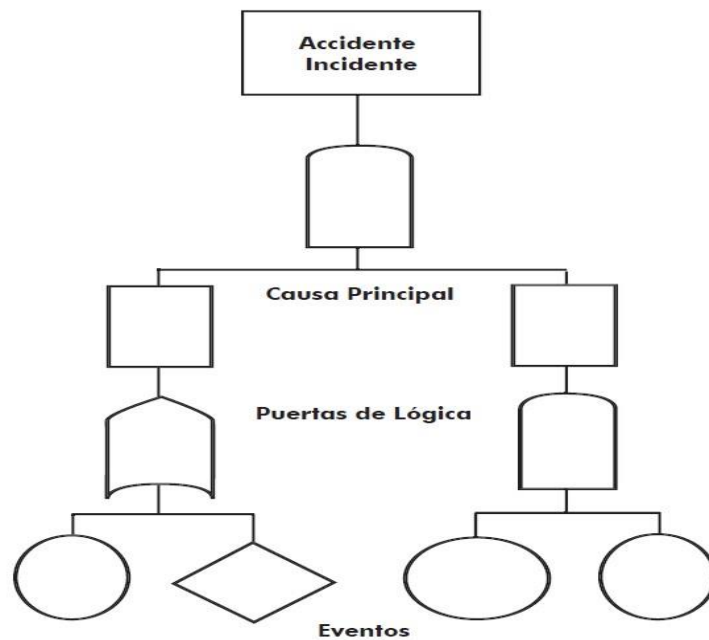 Accidente
Incidente
Causa Principal
Puertas de Lógica
Eventos